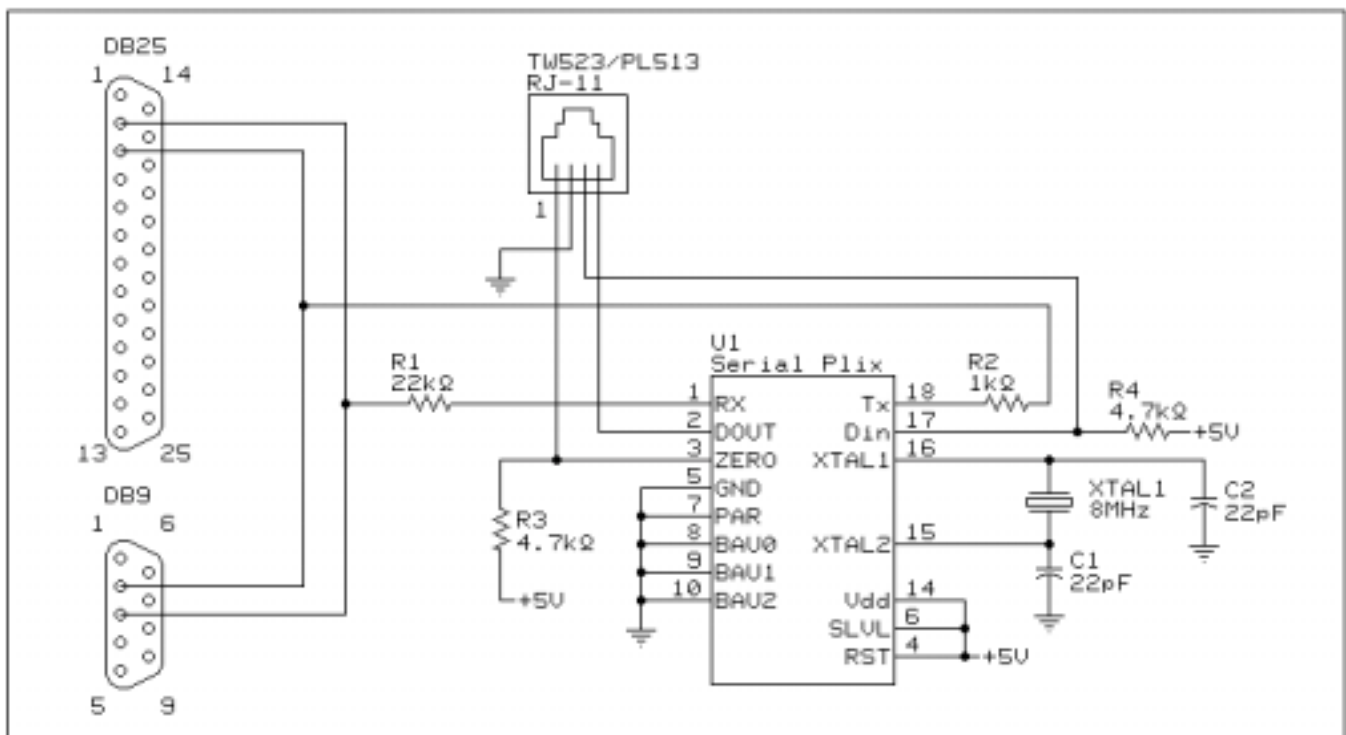 DB25
1 14
13 25
DB9
1 6
5 9
TW523/PL513
RJ-11
1
R1
22kΩ
R3
4.7kΩ
+5V
U1
Serial Plix
1 RX
2 DOUT
3 ZERO
5 GND
7 PAR
8 BAU0
9 BAU1
10 BAU2
Tx 18
Din 17
XTAL1 16
XTAL2 15
Vdd 14
SLVL 6
RST 4
+5V
R2
1kΩ
R4
4.7kΩ
+5V
XTAL1
8MHz
C2
22pF
C1
22pF